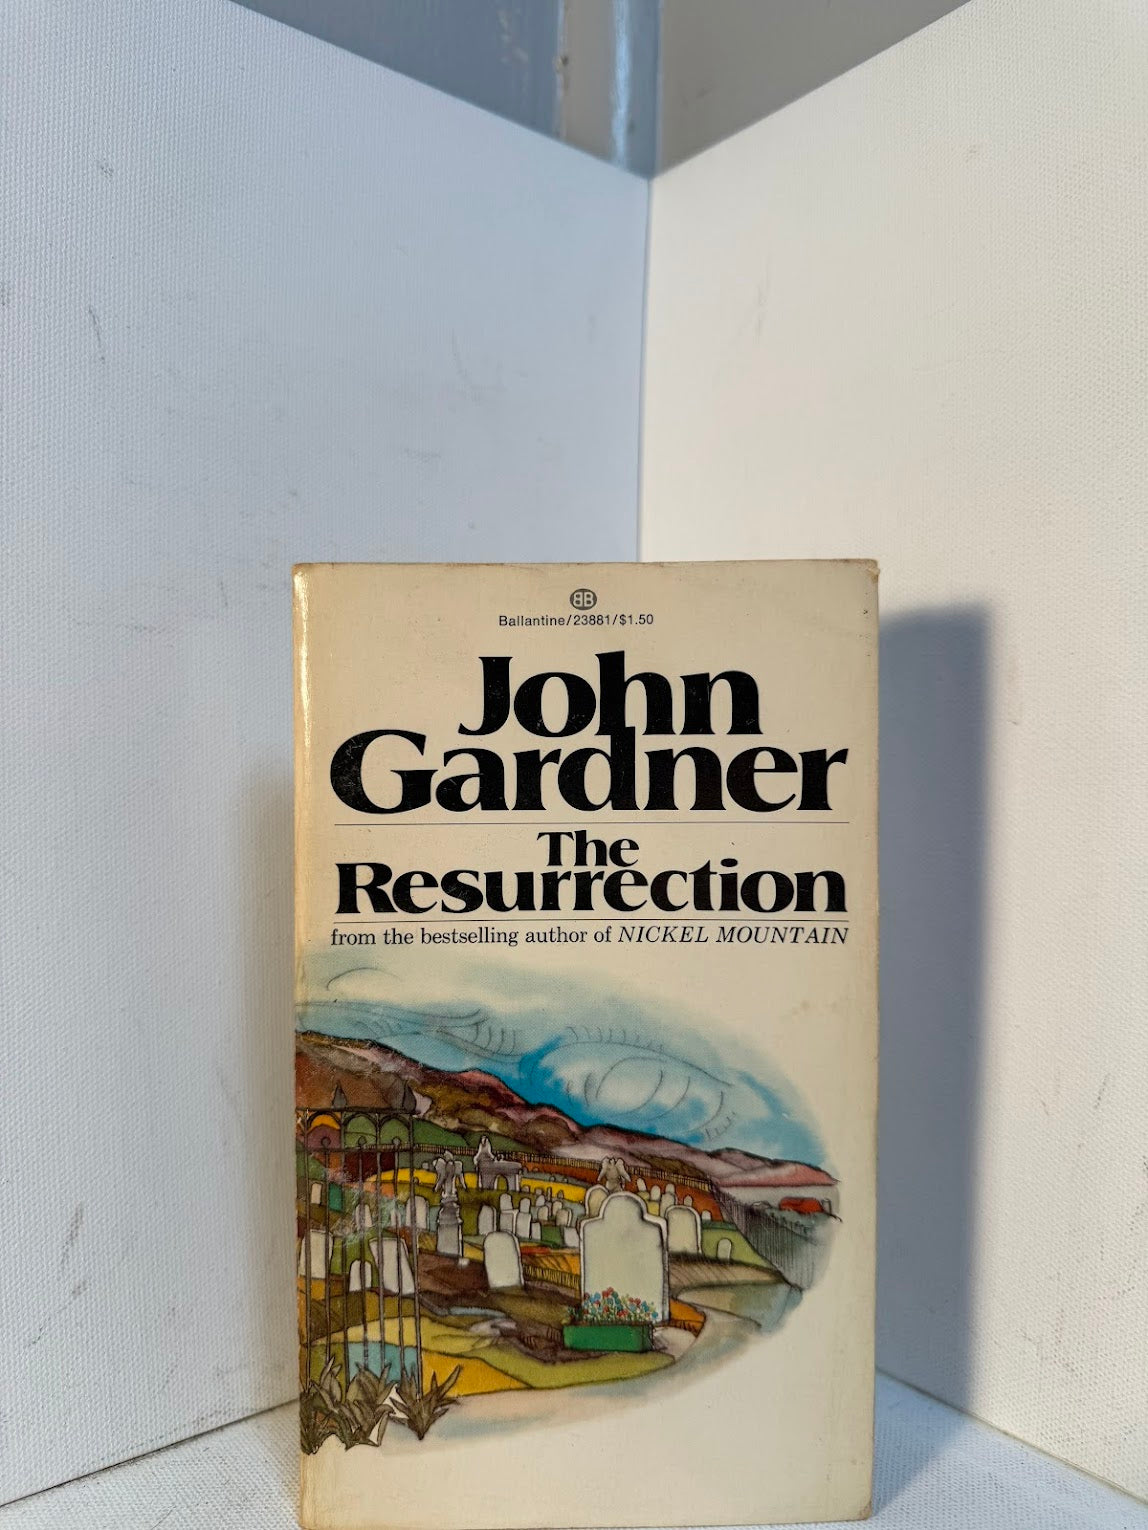 BB
Ballantine/23881/$1.50
John
Gardner
The
Resurrection
from the bestselling author of NICKEL MOUNTAIN